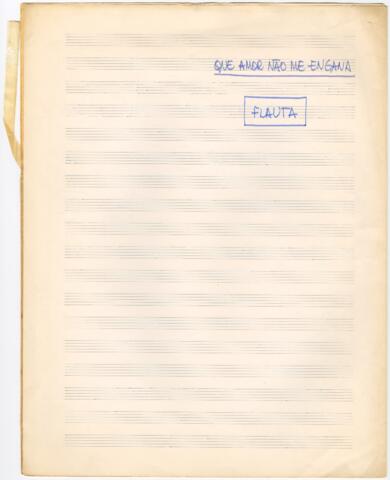 QUE AMOR NÃO ME ENGANA
FLAUTA